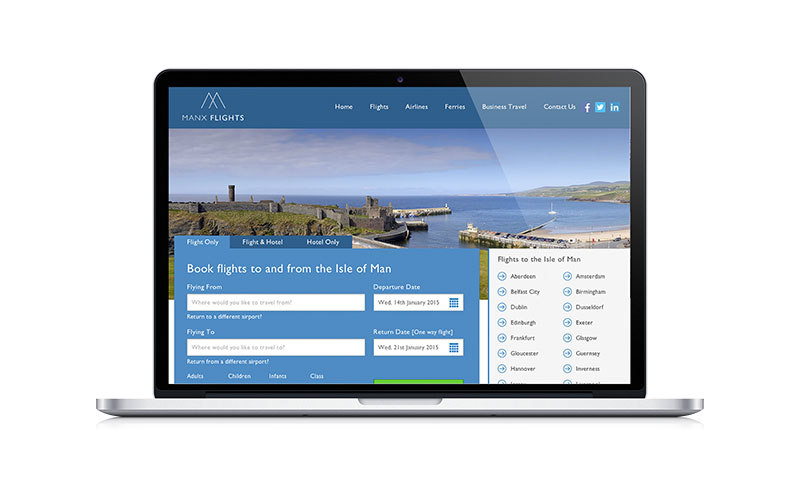 MANX FLIGHTS
Home Flights Airlines Ferries Business Travel Contact Us
Flight Only Flight & Hotel Hotel Only
Book flights to and from the Isle of Man
Flying From Departure Date
Where would you like to travel from? Wed, 14th January 2015
Return to a different airport?
Flying To Return Date [One way flight]
Where would you like to travel to? Wed, 21st January 2015
Return from a different airport?
Adults Children Infants Class
Flights to the Isle of Man
Aberdeen Amsterdam
Belfast City Birmingham
Dublin Dusseldorf
Edinburgh Exeter
Frankfurt Glasgow
Gloucester Guernsey
Hannover Inverness